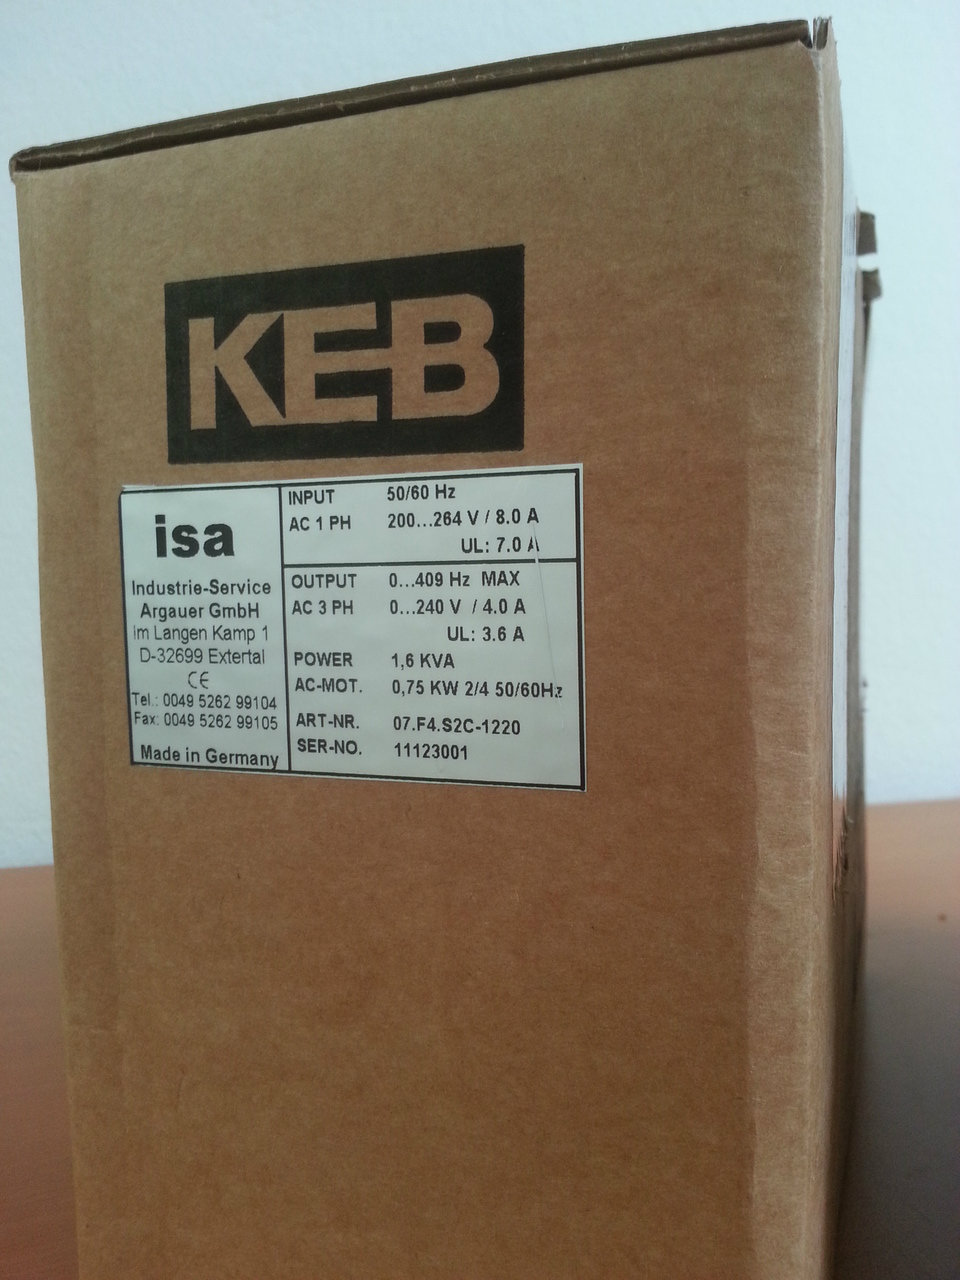 KEB
isa
Industrie-Service
Argauer GmbH
Im Langen Kamp 1
D-32699 Extertal
CE
Tel.: 0049 5262 99104
Fax: 0049 5262 99105
Made in Germany
INPUT 50/60 Hz
AC 1 PH 200...264 V / 8.0 A
UL: 7.0 A
OUTPUT 0...409 Hz MAX
AC 3 PH 0...240 V / 4.0 A
UL: 3.6 A
POWER 1,6 KVA
AC-MOT. 0,75 KW 2/4 50/60Hz
ART-NR. 07.F4.S2C-1220
SER-NO. 11123001